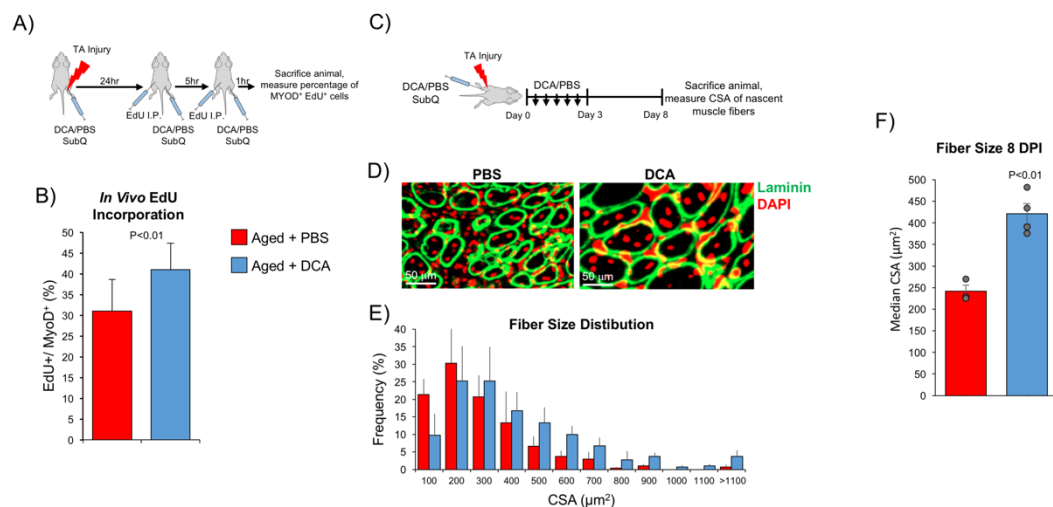 A)
TA Injury
24hr
5hr
1hr
Sacrifice animal,
measure percentage of
MYOD⁺ EdU⁺ cells
EdU I.P.
EdU I.P.
DCA/PBS
SubQ
DCA/PBS
SubQ
DCA/PBS
SubQ
B)
In Vivo EdU
Incorporation
P<0.01
EdU+/ MyoD⁺ (%)
50
45
40
35
30
25
20
15
10
5
0
Aged + PBS
Aged + DCA
C)
TA Injury
DCA/PBS
SubQ
DCA/PBS
Day 0
Day 3
Day 8
Sacrifice animal,
measure CSA of nascent
muscle fibers
D)
PBS
DCA
Laminin
DAPI
50 μm
50 μm
E)
Fiber Size Distibution
Frequency (%)
40
35
30
25
20
15
10
5
0
100 200 300 400 500 600 700 800 900 1000 1100 >1100
CSA (μm²)
F)
Fiber Size 8 DPI
P<0.01
Median CSA (μm²)
500
450
400
350
300
250
200
150
100
50
0